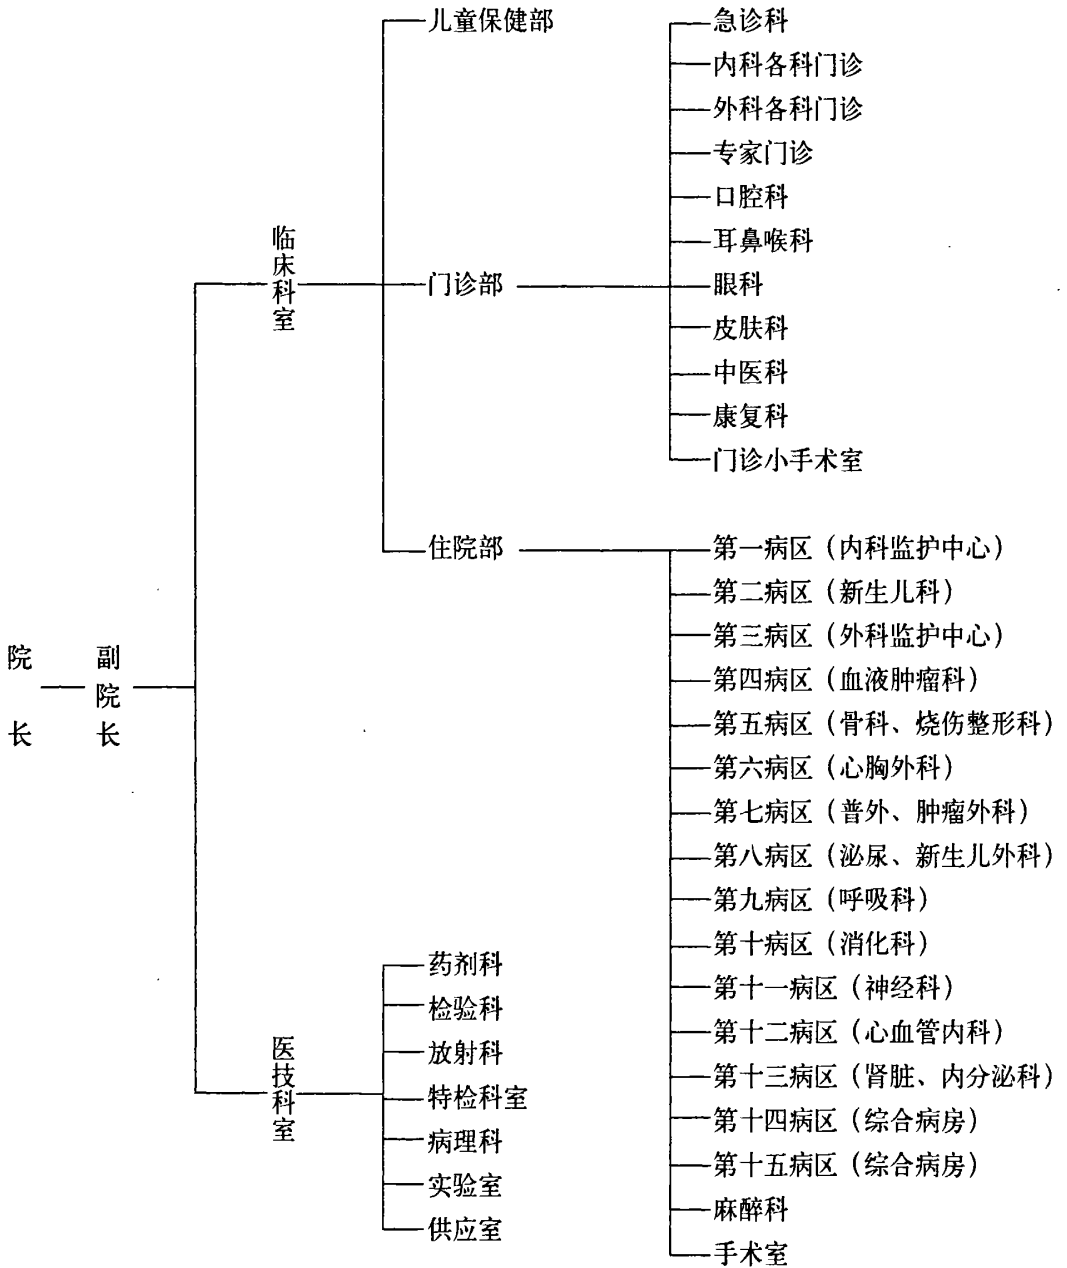 院长
副院长
临床科室
儿童保健部
门诊部
急诊科
内科各科门诊
外科各科门诊
专家门诊
口腔科
耳鼻喉科
眼科
皮肤科
中医科
康复科
门诊小手术室
住院部
第一病区（内科监护中心）
第二病区（新生儿科）
第三病区（外科监护中心）
第四病区（血液肿瘤科）
第五病区（骨科、烧伤整形科）
第六病区（心胸外科）
第七病区（普外、肿瘤外科）
第八病区（泌尿、新生儿外科）
第九病区（呼吸科）
第十病区（消化科）
第十一病区（神经科）
第十二病区（心血管内科）
第十三病区（肾脏、内分泌科）
第十四病区（综合病房）
第十五病区（综合病房）
麻醉科
手术室
医技科室
药剂科
检验科
放射科
特检科室
病理科
实验室
供应室